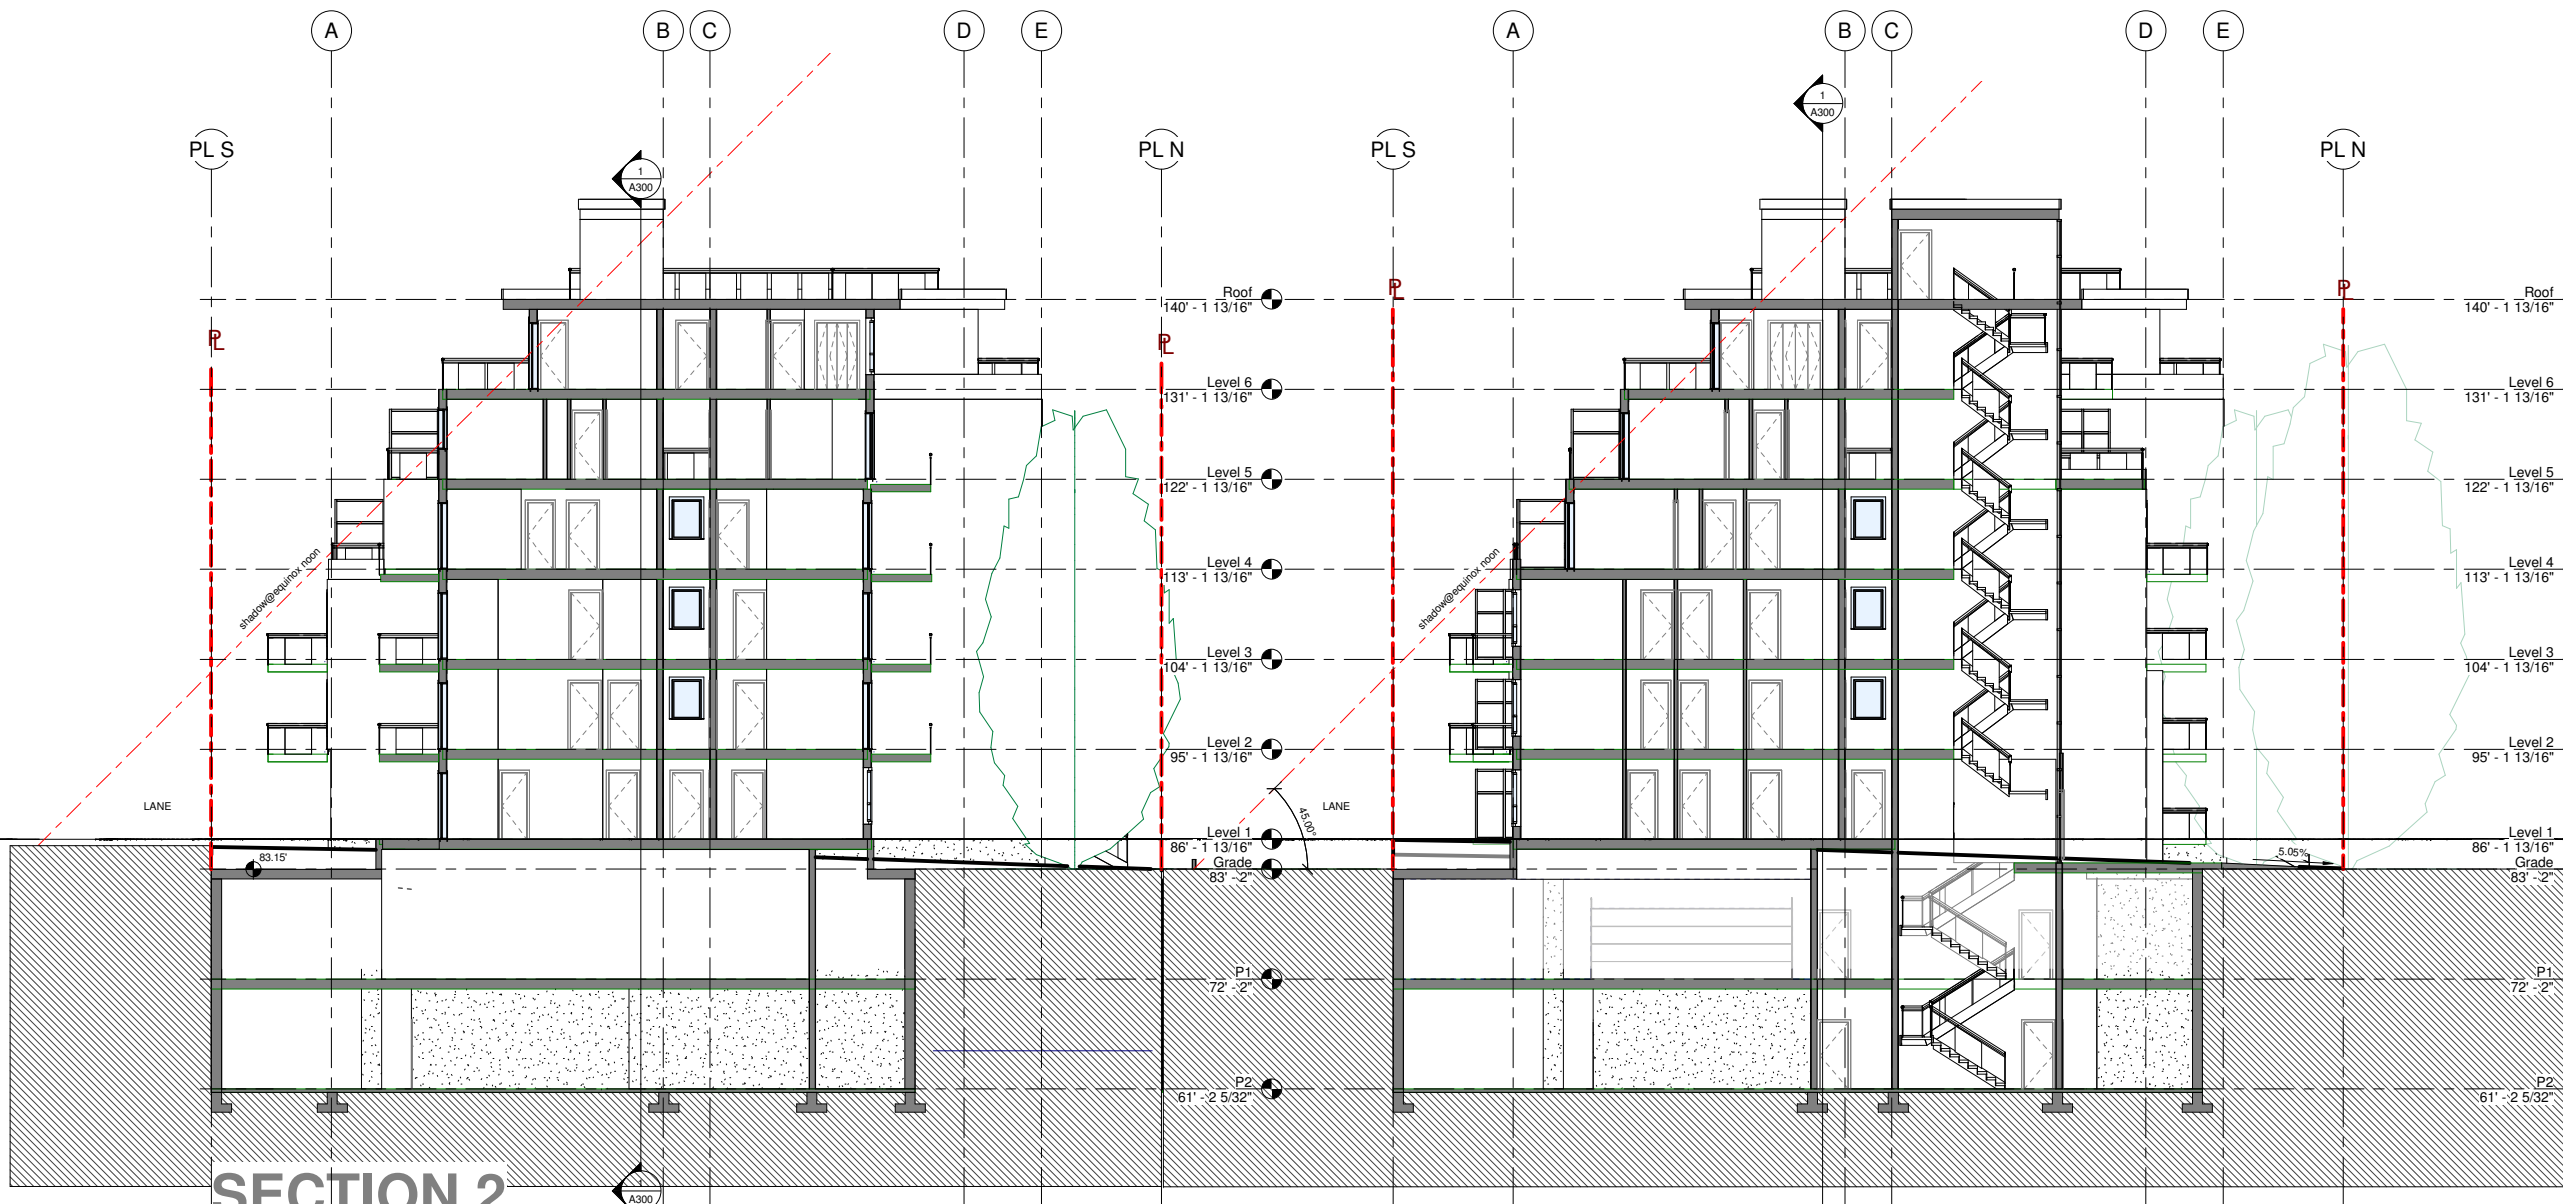 A
B
C
D
E
A
B
C
D
E
1
A300
1
A300
PL S
PL N
PL S
PL N
PL
PL
PL
PL
Roof
140' - 1 13/16"
Level 6
131' - 1 13/16"
Level 5
122' - 1 13/16"
Level 4
113' - 1 13/16"
Level 3
104' - 1 13/16"
Level 2
95' - 1 13/16"
Level 1
86' - 1 13/16"
Grade
83' - 2"
P1
72' - 2"
P2
61' - 2 5/32"
Roof
140' - 1 13/16"
Level 6
131' - 1 13/16"
Level 5
122' - 1 13/16"
Level 4
113' - 1 13/16"
Level 3
104' - 1 13/16"
Level 2
95' - 1 13/16"
Level 1
86' - 1 13/16"
Grade
83' - 2"
P1
72' - 2"
P2
61' - 2 5/32"
shadow@equinox noon
shadow@equinox noon
LANE
LANE
45.00°
83.15'
5.05%
SECTION 2
1
A300